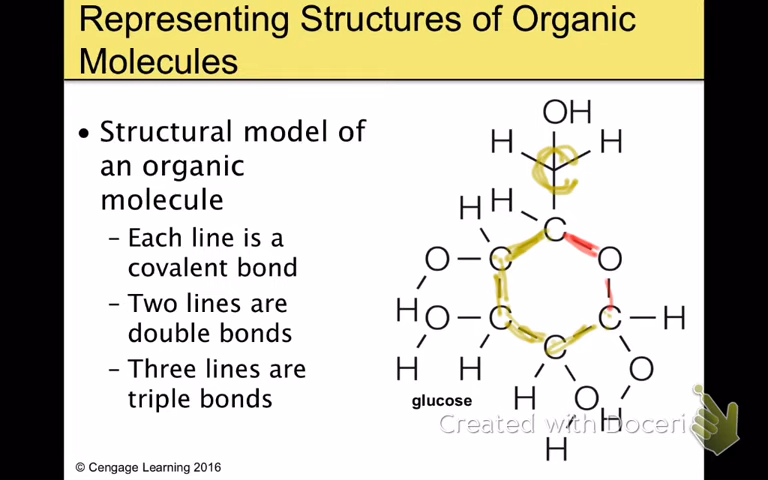 Representing Structures of Organic
Molecules
• Structural model of
an organic
molecule
– Each line is a
covalent bond
– Two lines are
double bonds
– Three lines are
triple bonds
OH
H H
C
H H
C
O C O
H O C C H
C
H H O
H O
H
H
glucose
Created with Doceri
© Cengage Learning 2016